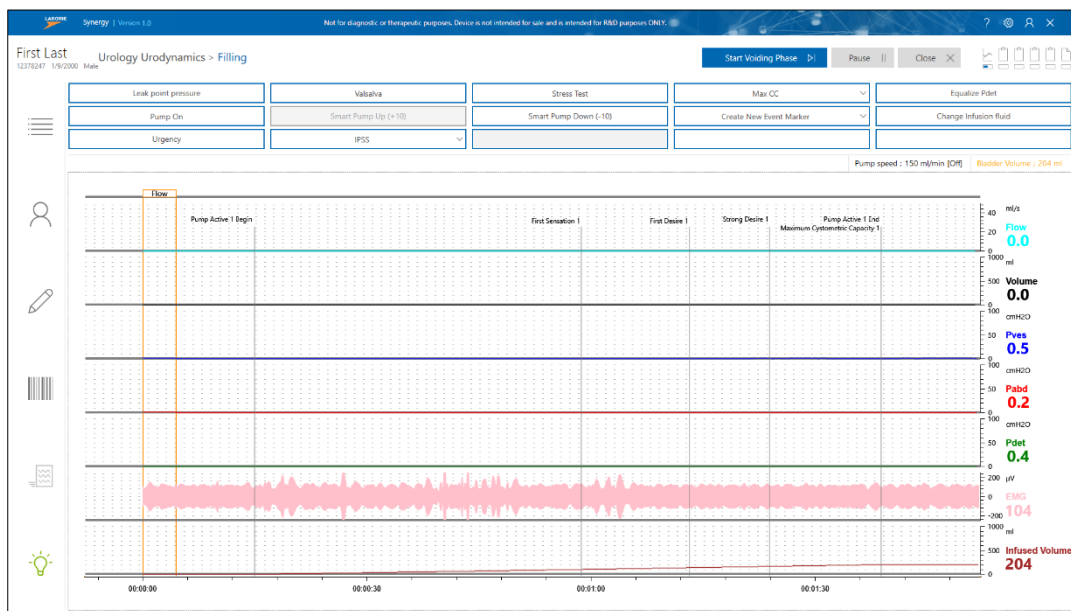 LABORIE Synergy | Version 1.0 Not for diagnostic or therapeutic purposes. Device is not intended for sale and is intended for R&D purposes ONLY. ?
First Last
12378247 1/9/2000 Male
Urology Urodynamics > Filling
Start Voiding Phase
Pause
Close
Leak point pressure Valsalva Stress Test Max CC Equalize Pdet
Pump On Smart Pump Up (+10) Smart Pump Down (-10) Create New Event Marker Change Infusion fluid
Urgency IPSS
Pump speed : 150 ml/min [Off] Bladder Volume : 204 ml
Flow
Pump Active 1 Begin First Sensation 1 First Desire 1 Strong Desire 1 Pump Active 1 End
Maximum Cystometric Capacity 1
ml/s
40
20
0
Flow
0.0
1000
ml
500
0
Volume
0.0
100
cmH2O
50
0
Pves
0.5
100
cmH2O
50
0
Pabd
0.2
100
cmH2O
50
0
Pdet
0.4
200
µV
0
-200
EMG
104
1000
ml
500
0
Infused Volume
204
00:00:00 00:00:30 00:01:00 00:01:30